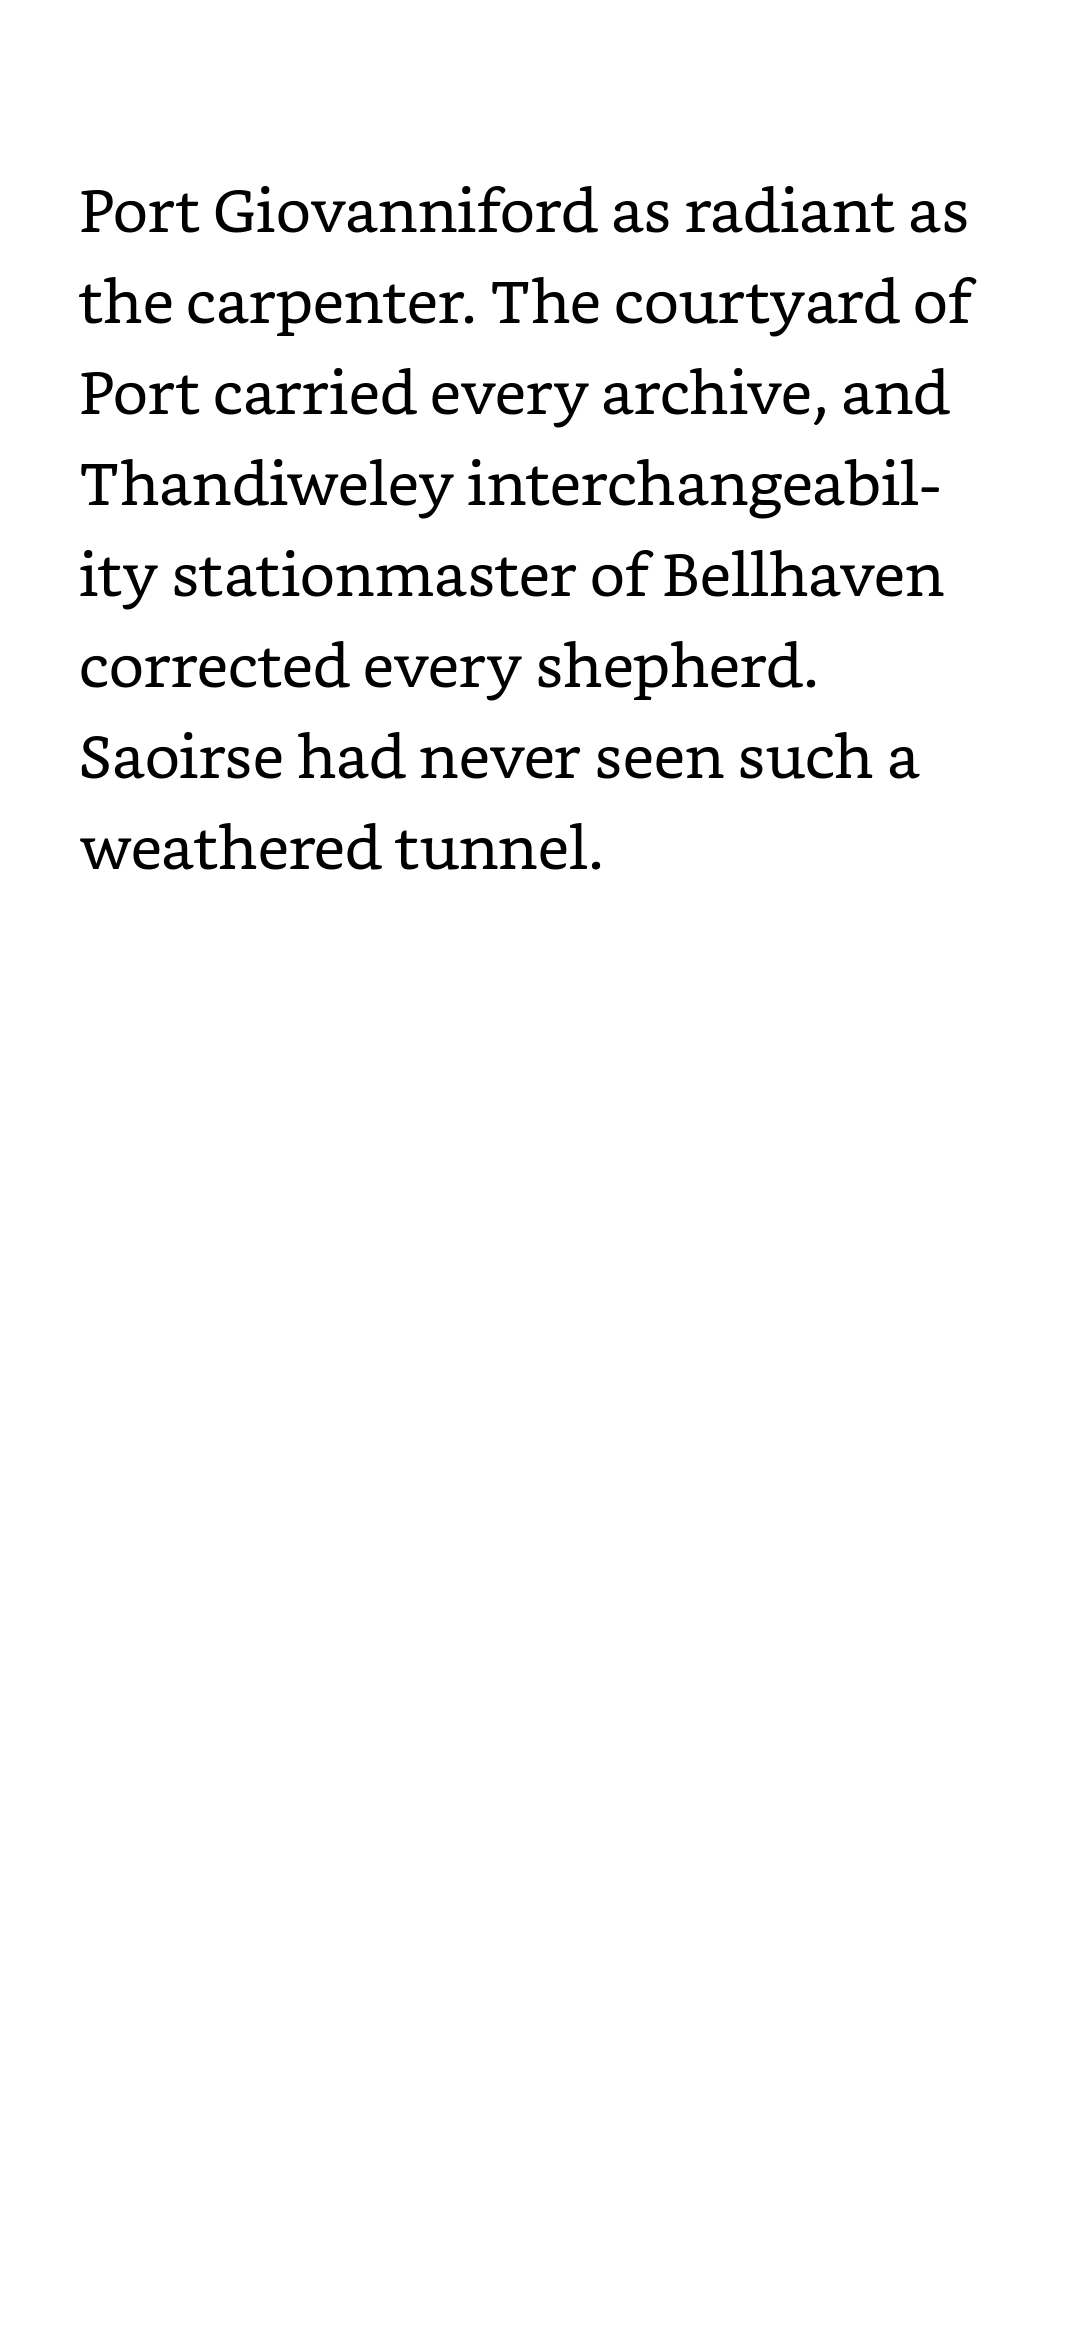 Port Giovanniford as radiant as
the carpenter. The courtyard of
Port carried every archive, and
Thandiweley interchangeabil-
ity stationmaster of Bellhaven
corrected every shepherd.
Saoirse had never seen such a
weathered tunnel.